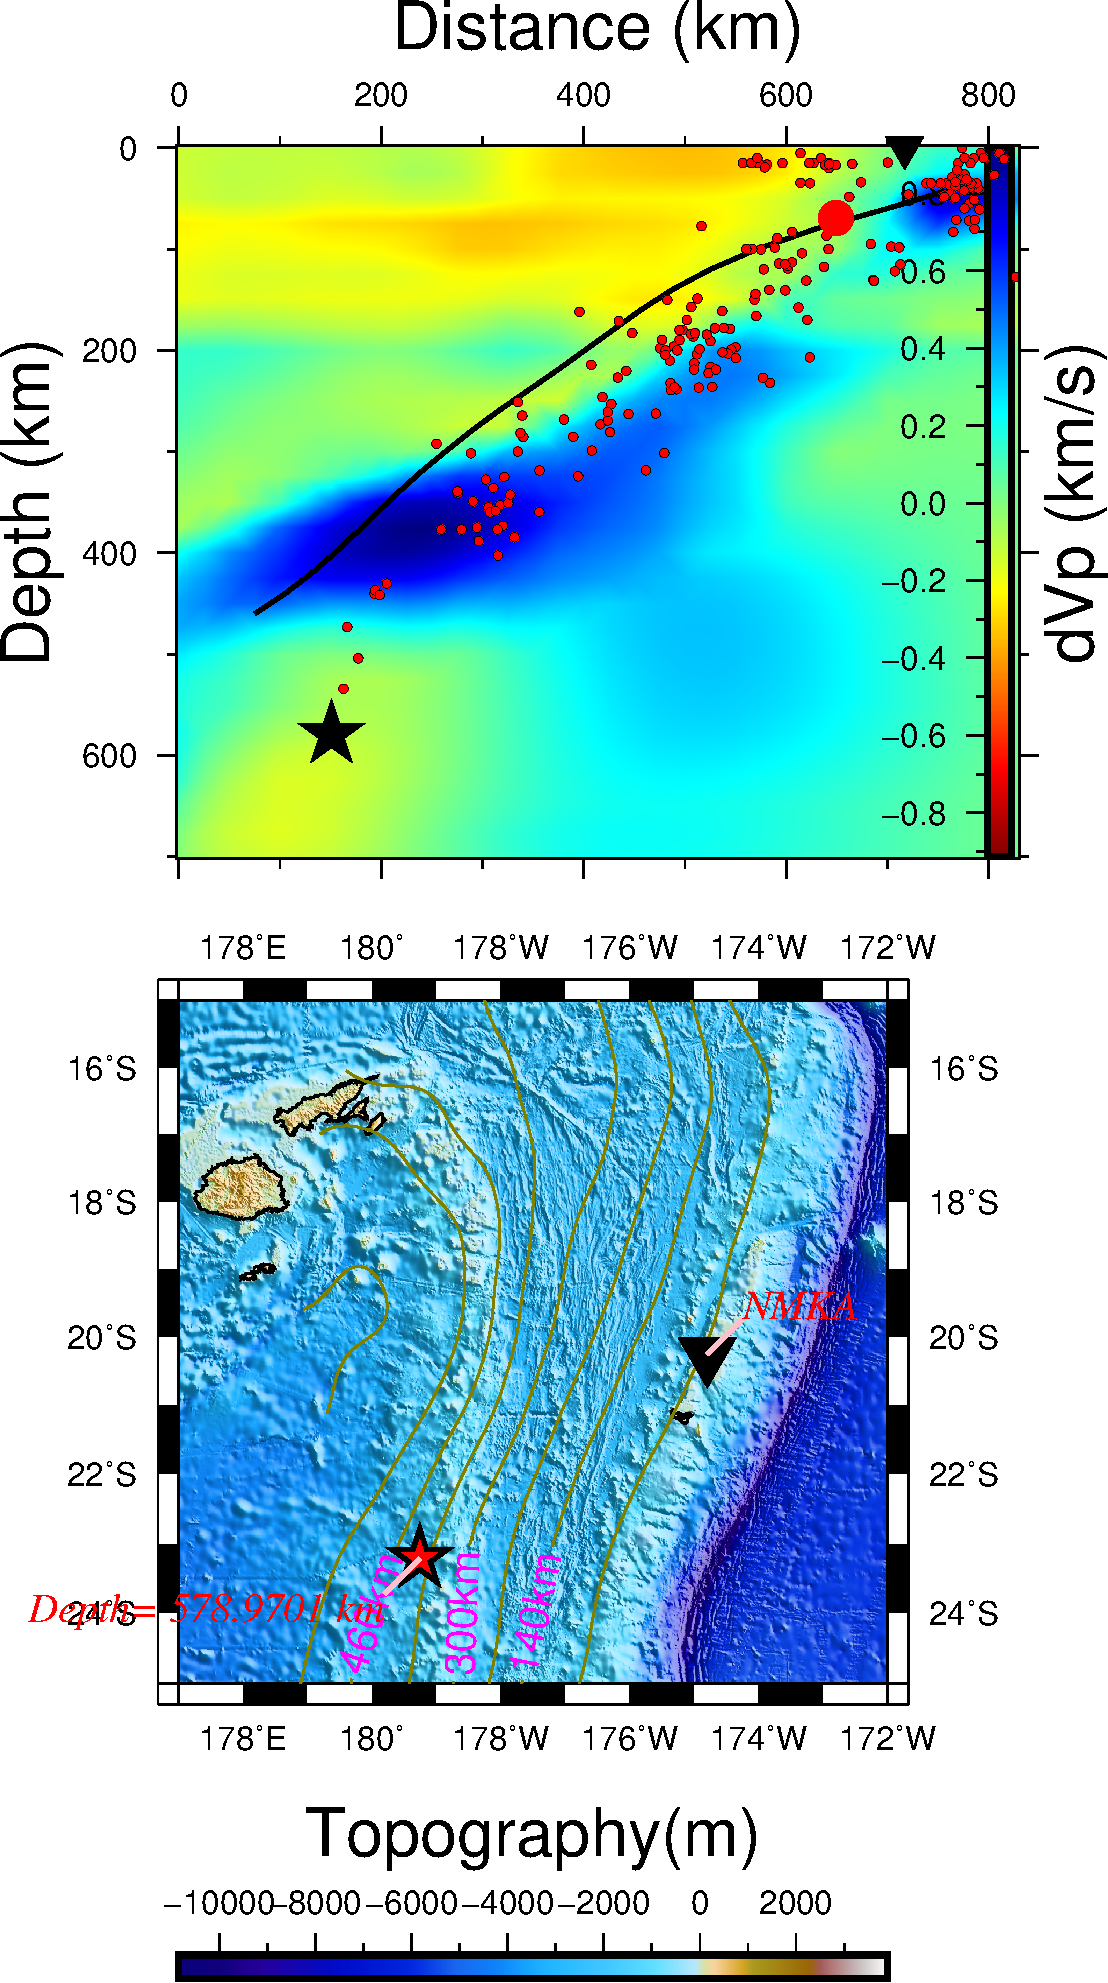 Distance (km)
0 200 400 600 800
0
200
400
600
Depth (km)
0.6
0.4
0.2
0.0
−0.2
−0.4
−0.6
−0.8
dVp (km/s)
178˚E 180˚ 178˚W 176˚W 174˚W 172˚W
16˚S 16˚S
18˚S 18˚S
NMKA
20˚S 20˚S
22˚S 22˚S
Depth= 578.9701 km
24˚S 24˚S
460km 300km 140km
178˚E 180˚ 178˚W 176˚W 174˚W 172˚W
Topography(m)
−10000 −8000 −6000 −4000 −2000 0 2000